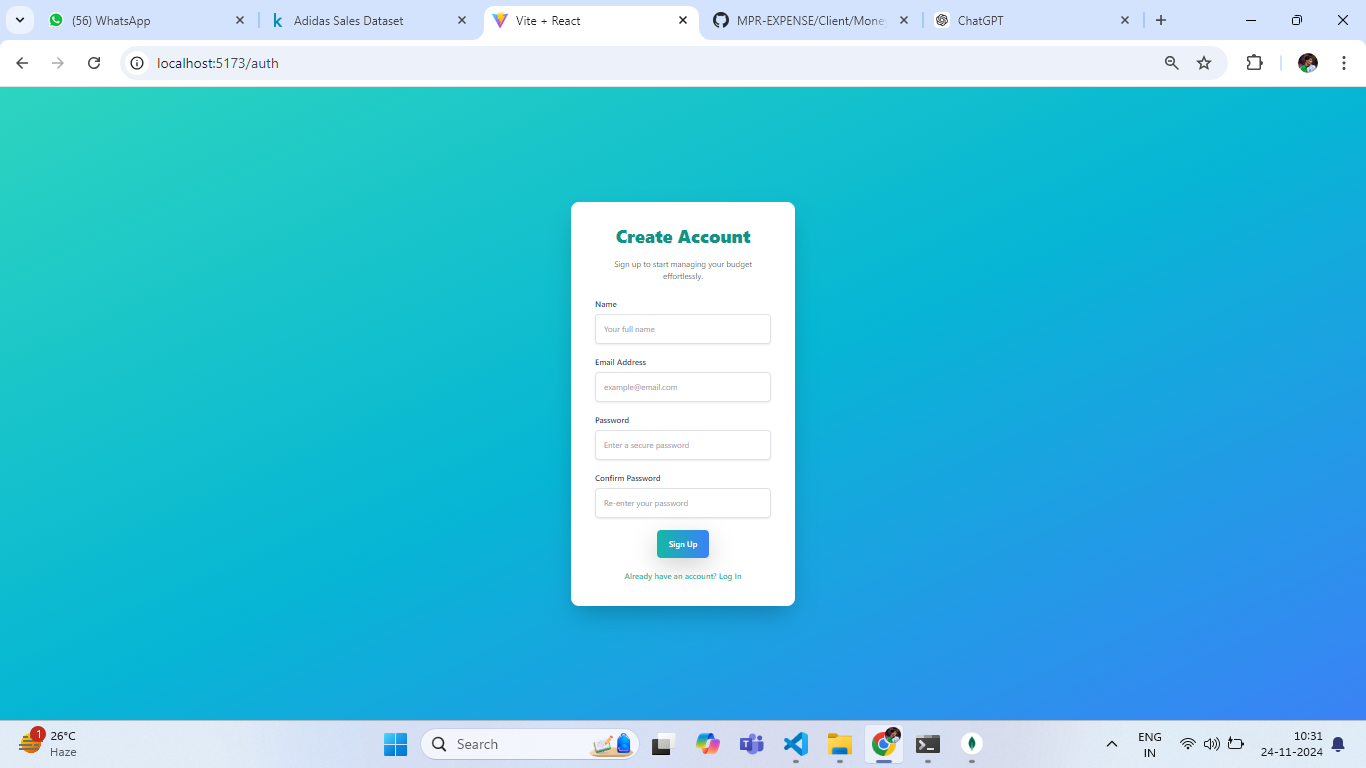 (56) WhatsApp
Adidas Sales Dataset
Vite + React
MPR-EXPENSE/Client/Mone
ChatGPT
localhost:5173/auth
Create Account
Sign up to start managing your budget
effortlessly.
Name
Your full name
Email Address
example@email.com
Password
Enter a secure password
Confirm Password
Re-enter your password
Sign Up
Already have an account? Log In
1
26°C
Haze
Search
ENG
IN
10:31
24-11-2024